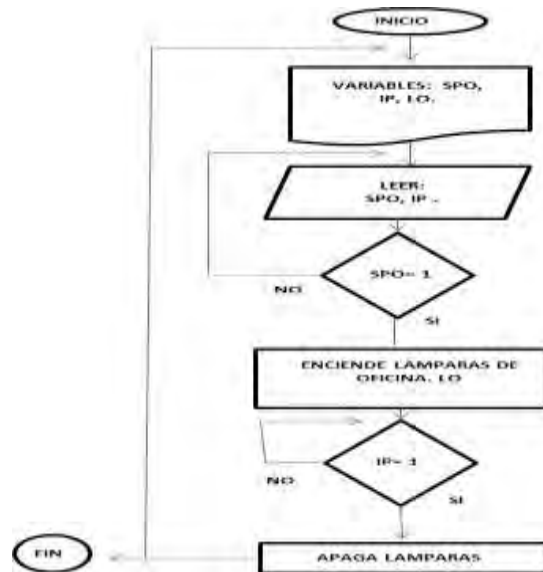 INICIO
VARIABLES: SPO,
IP, LO.
LEER:
SPO, IP ..
SPO= 1
NO
SI
ENCIENDE LAMPARAS DE
OFICINA. LO
IP= 1
NO
SI
FIN
APAGA LAMPARAS